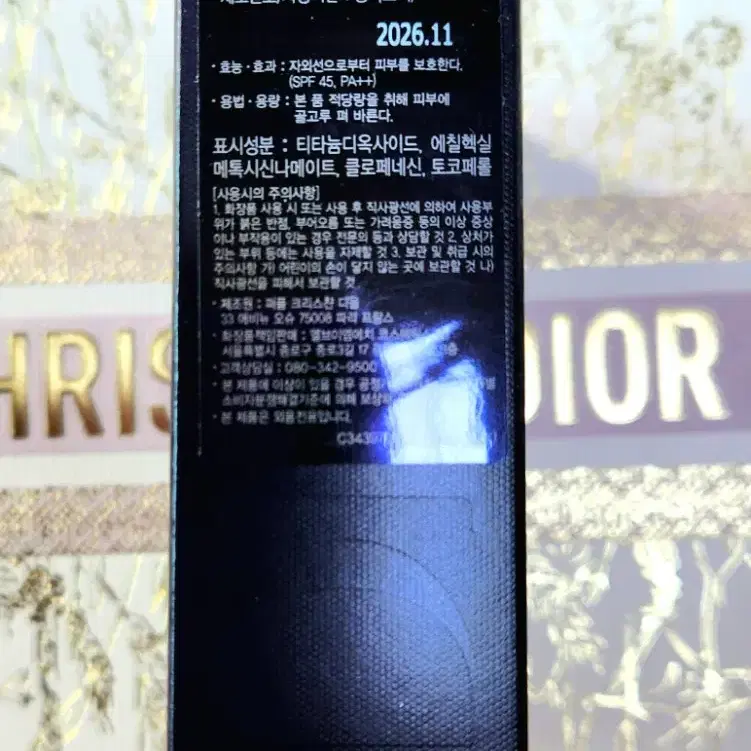 2026.11
· 효능 · 효과 : 자외선으로부터 피부를 보호한다.
(SPF 45, PA++)
· 용법 · 용량 : 본 품 적당량을 취해 피부에
골고루 펴 바른다.
표시성분 : 티타늄디옥사이드, 에칠헥실
메톡시신나메이트, 클로페네신, 토코페롤
[사용시의 주의사항]
1. 화장품 사용 시 또는 사용 후 직사광선에 의하여 사용부
위가 붉은 반점, 부어오름 또는 가려움증 등의 이상 증상
이나 부작용이 있는 경우 전문의 등과 상담할 것 2. 상처가
있는 부위 등에는 사용을 자제할 것 3. 보관 및 취급 시의
주의사항 가) 어린이의 손이 닿지 않는 곳에 보관할 것 나)
직사광선을 피해서 보관할 것
· 제조원 : 퍼퓸 크리스챤 디올
33 애비뉴 오슈 75008 파리 프랑스
· 화장품책임판매 : 엘브이엠에치
서울특별시 종로구 종로3길 17
· 고객상담실 : 080-342-9500
· 본 제품에 이상이 있을 경우
소비자분쟁해결기준에 의해
· 본 제품은 외용전용입니다.
HRIS
DIOR